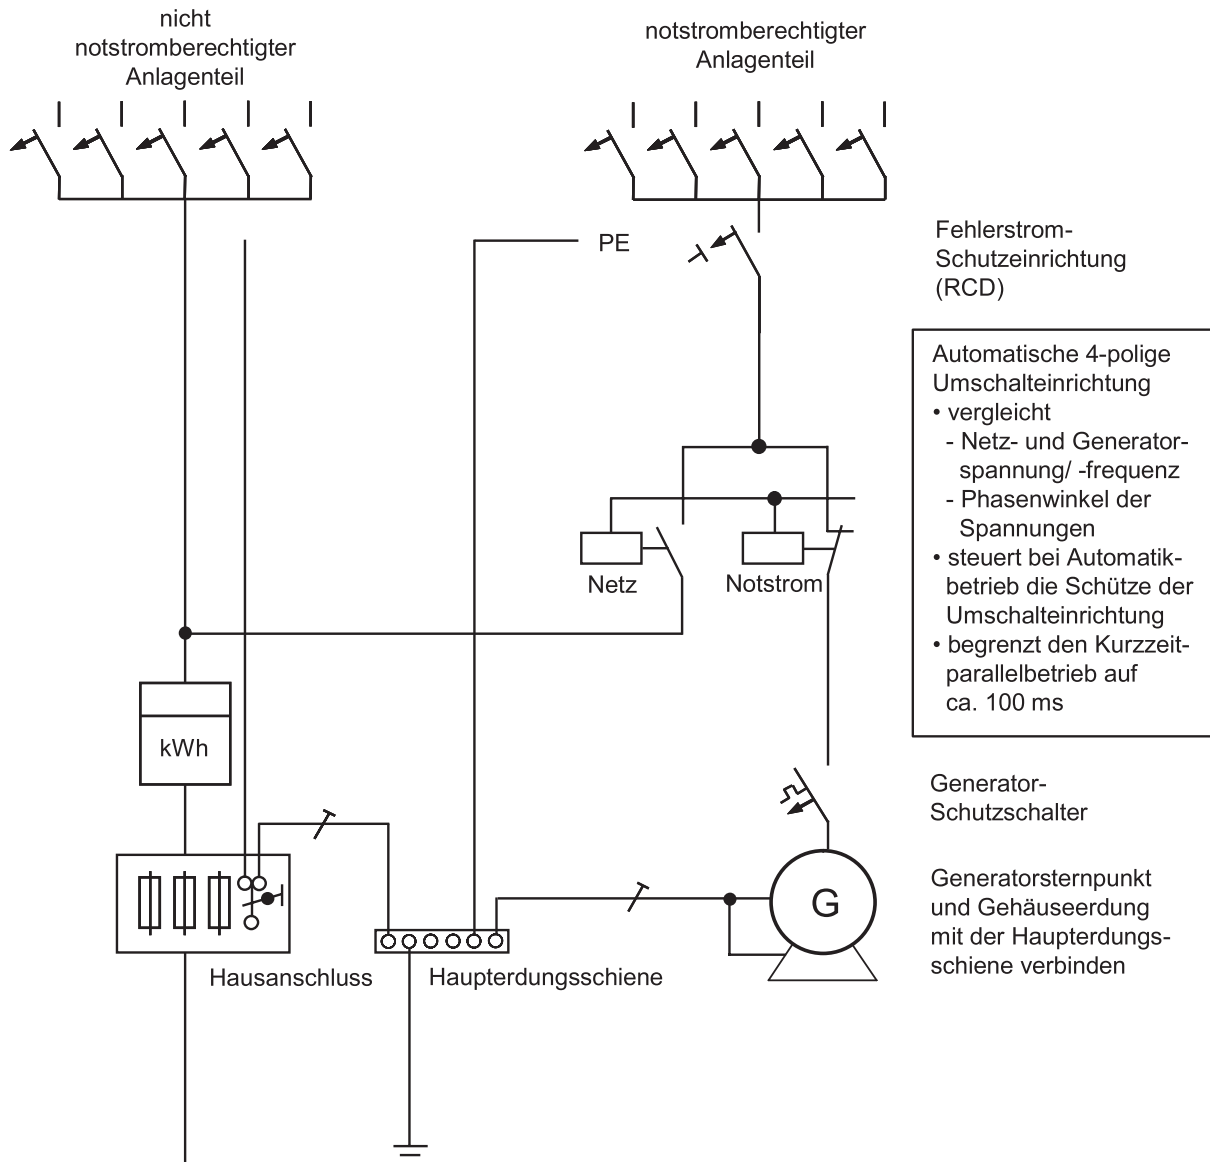 nicht
notstromberechtigter
Anlagenteil
notstromberechtigter
Anlagenteil
PE
Fehlerstrom-
Schutzeinrichtung
(RCD)
Automatische 4-polige
Umschalteinrichtung
• vergleicht
- Netz- und Generator-
spannung/ -frequenz
- Phasenwinkel der
Spannungen
• steuert bei Automatik-
betrieb die Schütze der
Umschalteinrichtung
• begrenzt den Kurzzeit-
parallelbetrieb auf
ca. 100 ms
Netz
Notstrom
kWh
Generator-
Schutzschalter
G
Generatorsternpunkt
und Gehäuseerdung
mit der Haupterdungs-
schiene verbinden
Hausanschluss
Haupterdungsschiene